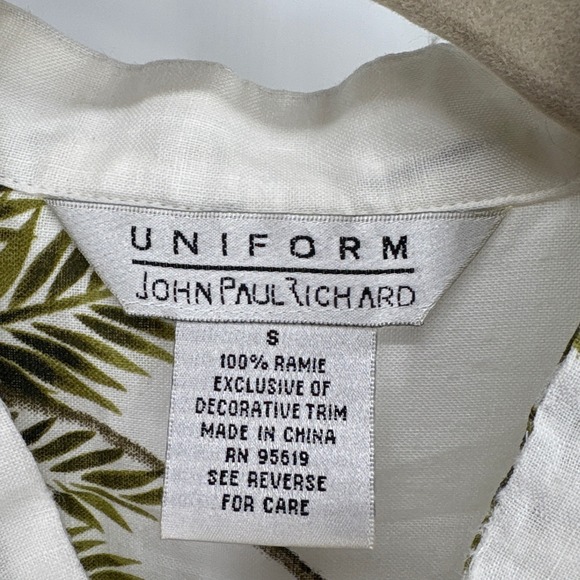 UNIFORM
JOHN PAUL RICHARD
S
100% RAMIE
EXCLUSIVE OF
DECORATIVE TRIM
MADE IN CHINA
RN 95619
SEE REVERSE
FOR CARE